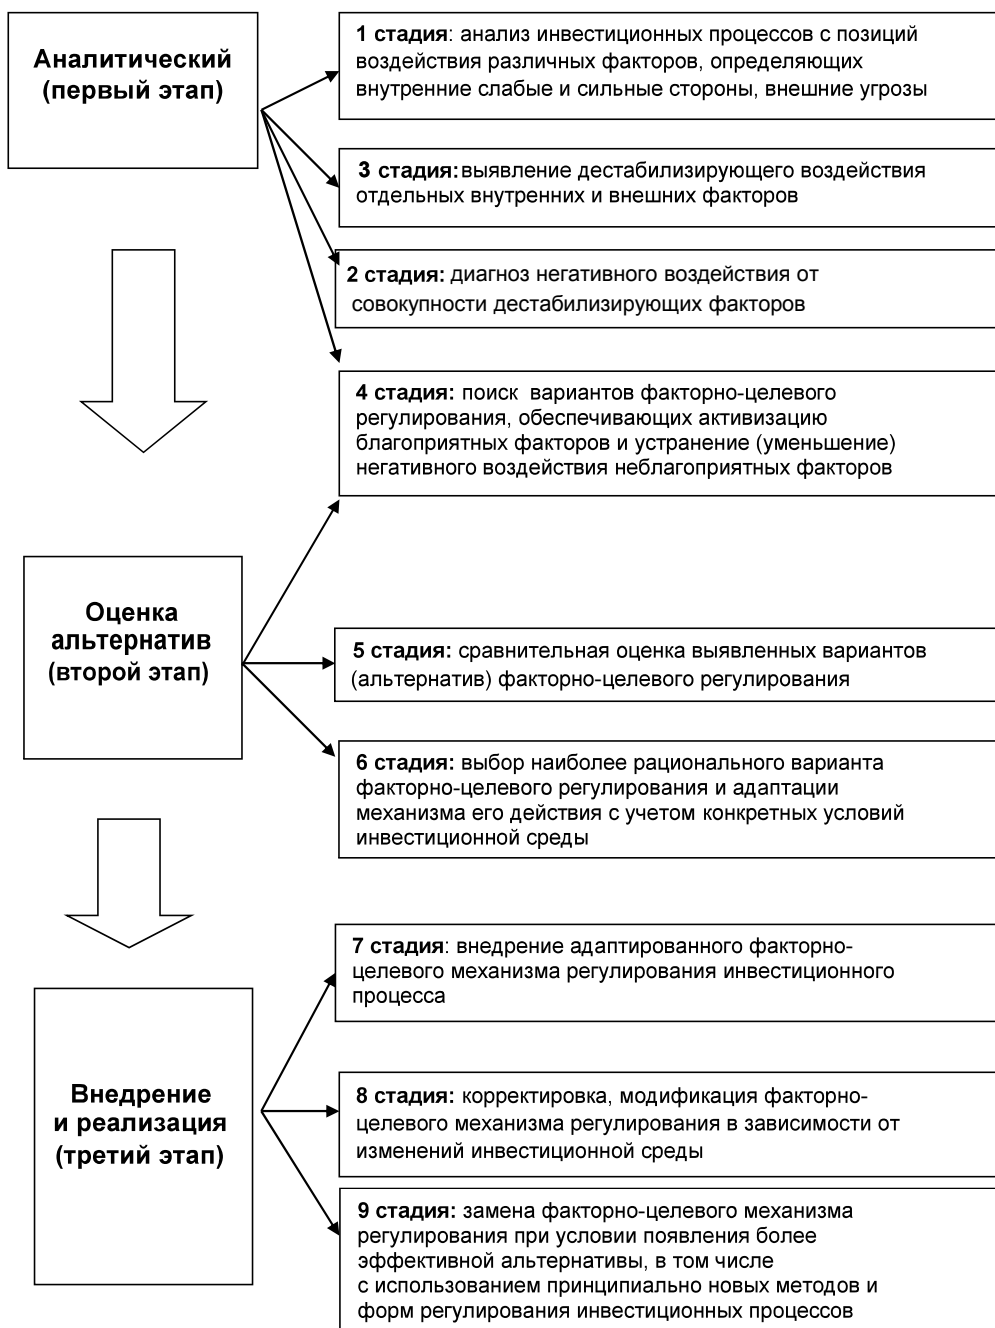 Аналитический
(первый этап)
1 стадия: анализ инвестиционных процессов с позиций
воздействия различных факторов, определяющих
внутренние слабые и сильные стороны, внешние угрозы
3 стадия: выявление дестабилизирующего воздействия
отдельных внутренних и внешних факторов
2 стадия: диагноз негативного воздействия от
совокупности дестабилизирующих факторов
4 стадия: поиск вариантов факторно-целевого
регулирования, обеспечивающих активизацию
благоприятных факторов и устранение (уменьшение)
негативного воздействия неблагоприятных факторов
Оценка
альтернатив
(второй этап)
5 стадия: сравнительная оценка выявленных вариантов
(альтернатив) факторно-целевого регулирования
6 стадия: выбор наиболее рационального варианта
факторно-целевого регулирования и адаптации
механизма его действия с учетом конкретных условий
инвестиционной среды
7 стадия: внедрение адаптированного факторно-
целевого механизма регулирования инвестиционного
процесса
Внедрение
и реализация
(третий этап)
8 стадия: корректировка, модификация факторно-
целевого механизма регулирования в зависимости от
изменений инвестиционной среды
9 стадия: замена факторно-целевого механизма
регулирования при условии появления более
эффективной альтернативы, в том числе
с использованием принципиально новых методов и
форм регулирования инвестиционных процессов